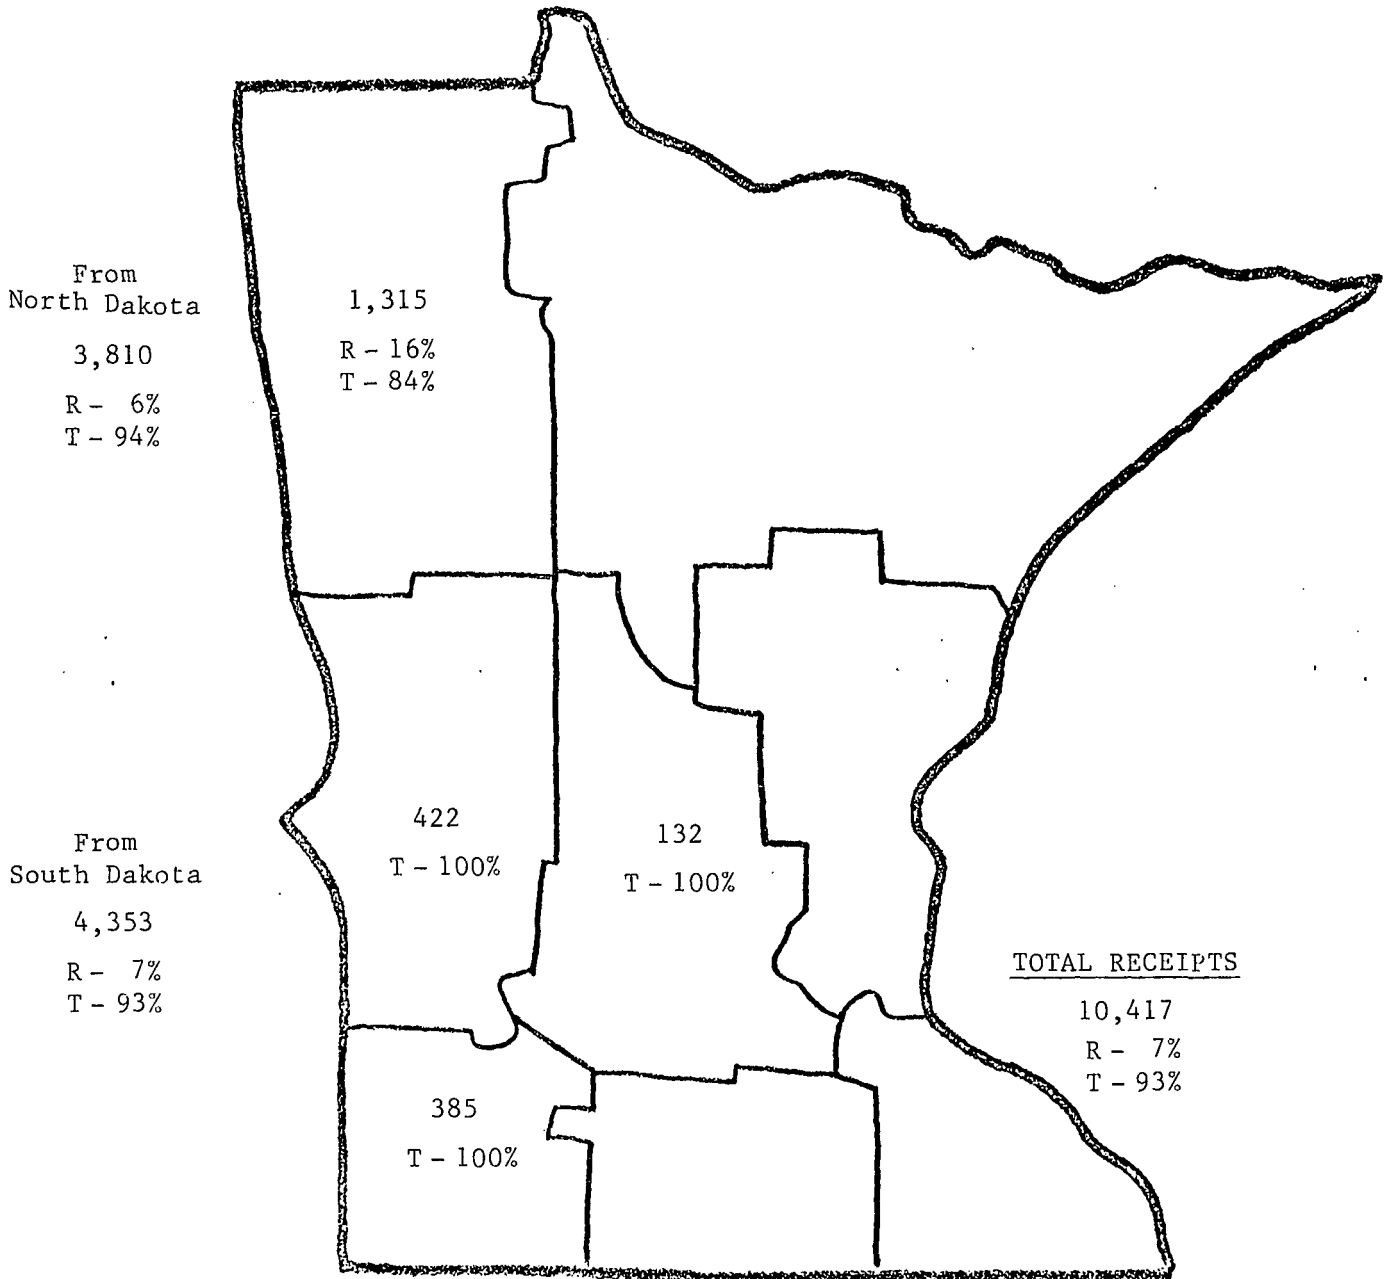 From
North Dakota
3,810
R - 6%
T - 94%
1,315
R - 16%
T - 84%
From
South Dakota
4,353
R - 7%
T - 93%
422
T - 100%
132
T - 100%
385
T - 100%
TOTAL RECEIPTS
10,417
R - 7%
T - 93%